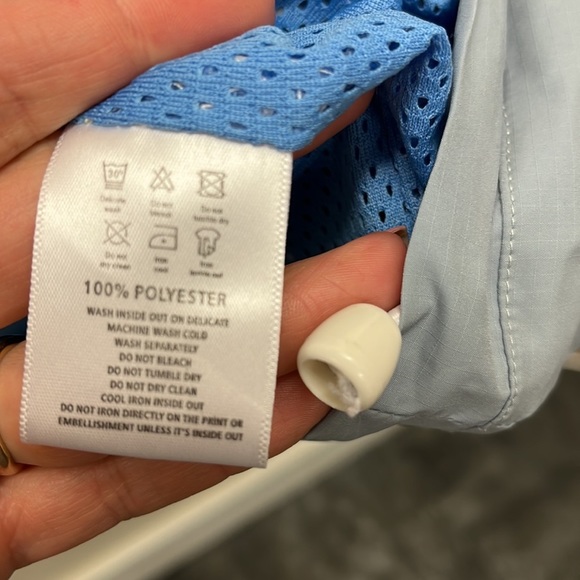 30°
Delicate wash
Do not bleach
Do not tumble dry
Do not dry clean
Iron cool
Iron inside out
100% POLYESTER
WASH INSIDE OUT ON DELICATE
MACHINE WASH COLD
WASH SEPARATELY
DO NOT BLEACH
DO NOT TUMBLE DRY
DO NOT DRY CLEAN
COOL IRON INSIDE OUT
DO NOT IRON DIRECTLY ON THE PRINT OR
EMBELLISHMENT UNLESS IT'S INSIDE OUT